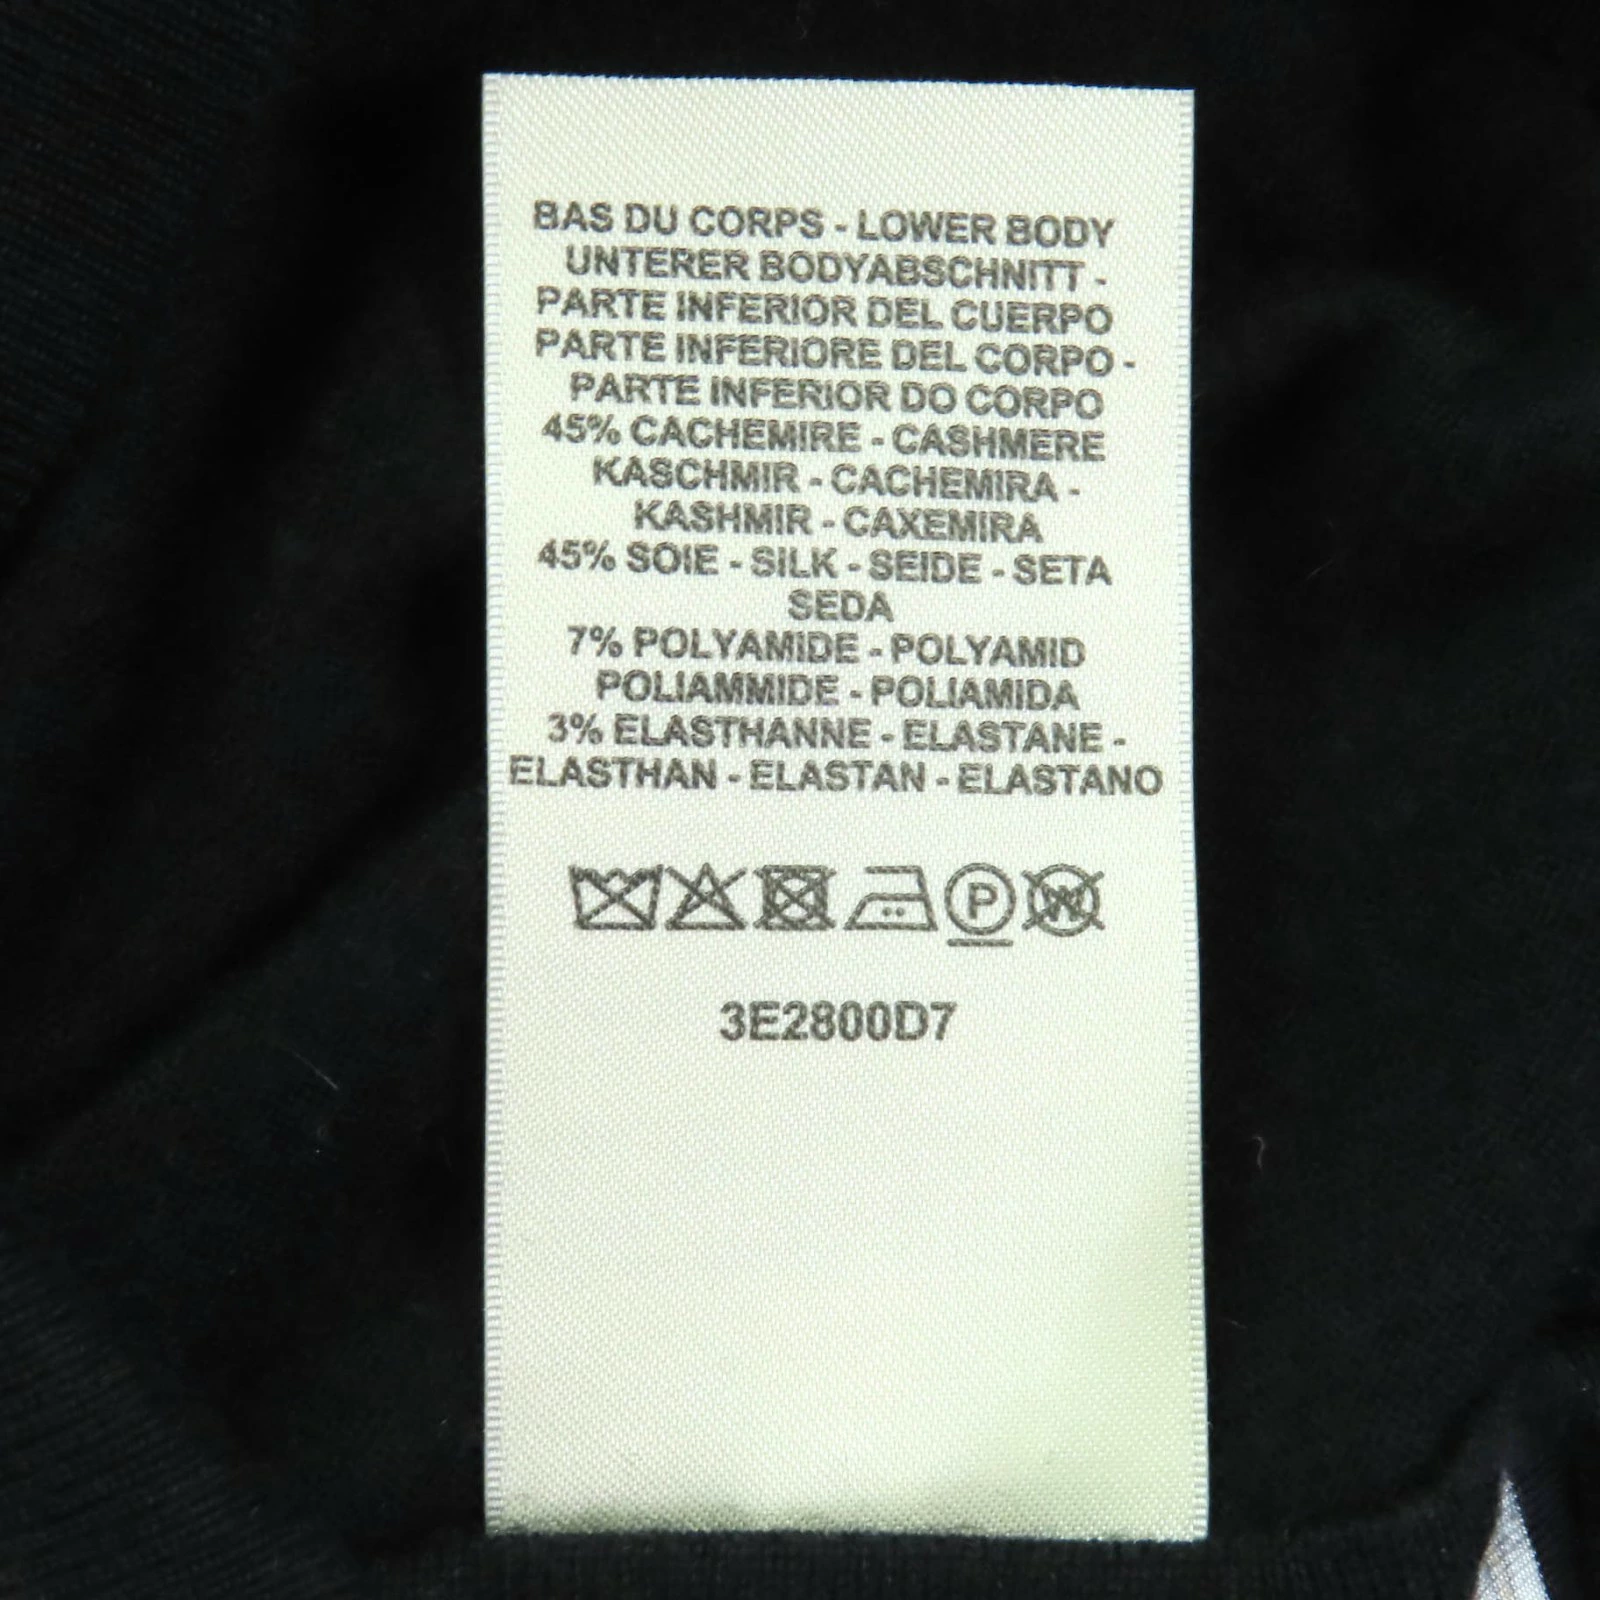 BAS DU CORPS - LOWER BODY
UNTERER BODYABSCHNITT -
PARTE INFERIOR DEL CUERPO
PARTE INFERIORE DEL CORPO -
PARTE INFERIOR DO CORPO
45% CACHEMIRE - CASHMERE
KASCHMIR - CACHEMIRA -
KASHMIR - CAXEMIRA
45% SOIE - SILK - SEIDE - SETA
SEDA
7% POLYAMIDE - POLYAMID
POLIAMMIDE - POLIAMIDA
3% ELASTHANNE - ELASTANE -
ELASTHAN - ELASTAN - ELASTANO
P W
3E2800D7